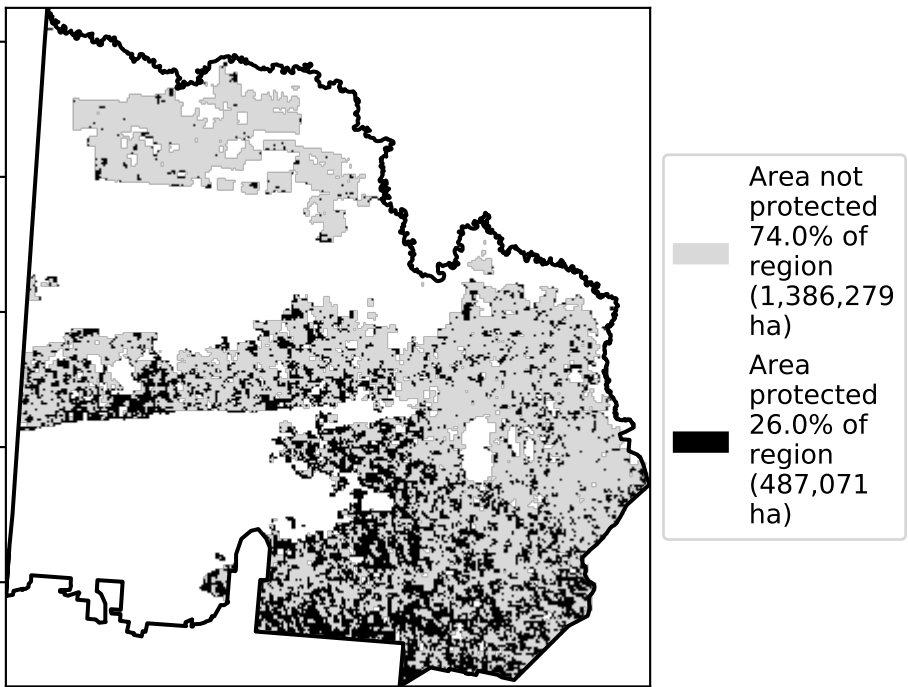 Area not
protected
74.0% of
region
(1,386,279
ha)
Area
protected
26.0% of
region
(487,071
ha)